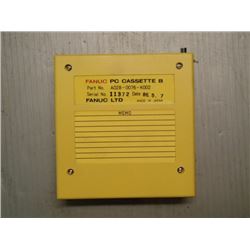 FANUC PC CASSETTE B
Part No. A02B-0076-K002
Serial No. 11372 Date 86.9.7
FANUC LTD MADE IN JAPAN
MEMO